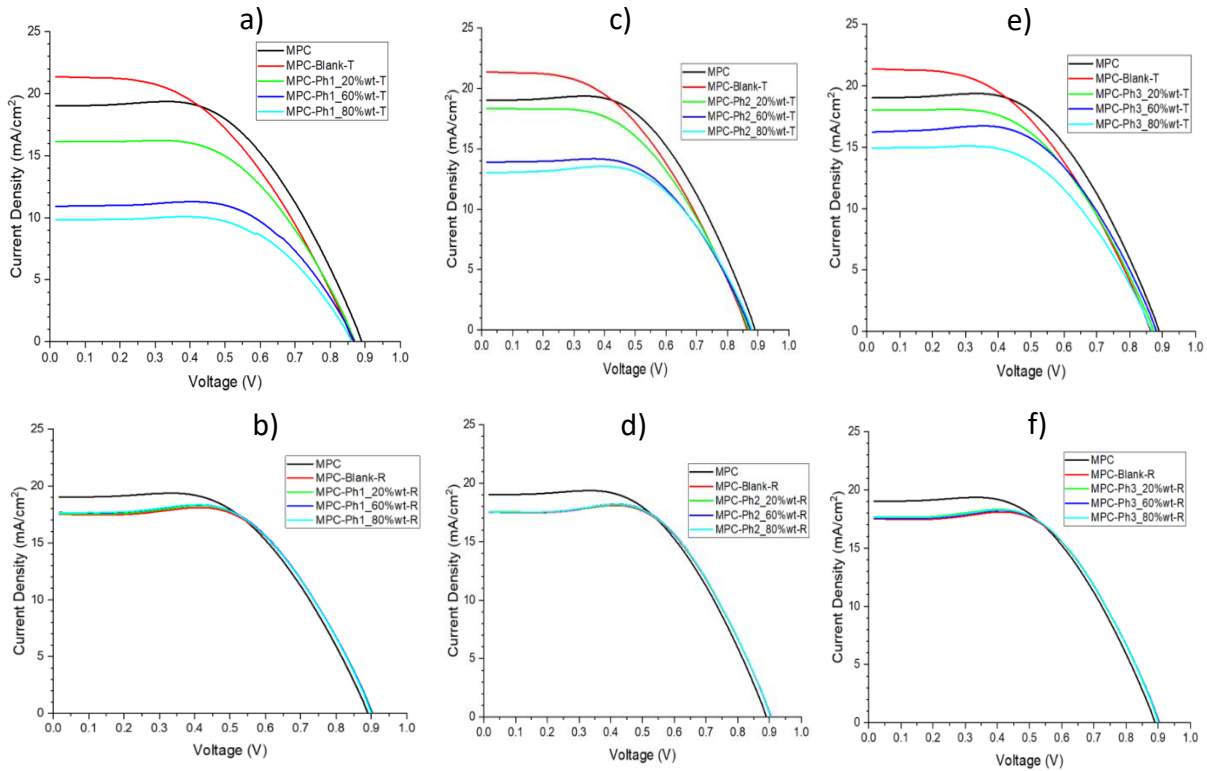 a)
25
20
15
10
5
0
Current Density (mA/cm²)
MPC
MPC-Blank-T
MPC-Ph1_20%wt-T
MPC-Ph1_60%wt-T
MPC-Ph1_80%wt-T
0.0 0.1 0.2 0.3 0.4 0.5 0.6 0.7 0.8 0.9 1.0
Voltage (V)
c)
25
20
15
10
5
0
Current Density (mA/cm²)
MPC
MPC-Blank-T
MPC-Ph2_20%wt-T
MPC-Ph2_60%wt-T
MPC-Ph2_80%wt-T
0.0 0.1 0.2 0.3 0.4 0.5 0.6 0.7 0.8 0.9 1.0
Voltage (V)
e)
25
20
15
10
5
0
Current Density (mA/cm²)
MPC
MPC-Blank-T
MPC-Ph3_20%wt-T
MPC-Ph3_60%wt-T
MPC-Ph3_80%wt-T
0.0 0.1 0.2 0.3 0.4 0.5 0.6 0.7 0.8 0.9 1.0
Voltage (V)
b)
25
20
15
10
5
0
Current Density (mA/cm²)
MPC
MPC-Blank-R
MPC-Ph1_20%wt-R
MPC-Ph1_60%wt-R
MPC-Ph1_80%wt-R
0.0 0.1 0.2 0.3 0.4 0.5 0.6 0.7 0.8 0.9 1.0
Voltage (V)
d)
25
20
15
10
5
0
Current Density (mA/cm²)
MPC
MPC-Blank-R
MPC-Ph2_20%wt-R
MPC-Ph2_60%wt-R
MPC-Ph2_80%wt-R
0.0 0.1 0.2 0.3 0.4 0.5 0.6 0.7 0.8 0.9 1.0
Voltage (V)
f)
25
20
15
10
5
0
Current Density (mA/cm²)
MPC
MPC-Blank-R
MPC-Ph3_20%wt-R
MPC-Ph3_60%wt-R
MPC-Ph3_80%wt-R
0.0 0.1 0.2 0.3 0.4 0.5 0.6 0.7 0.8 0.9 1.0
Voltage (V)